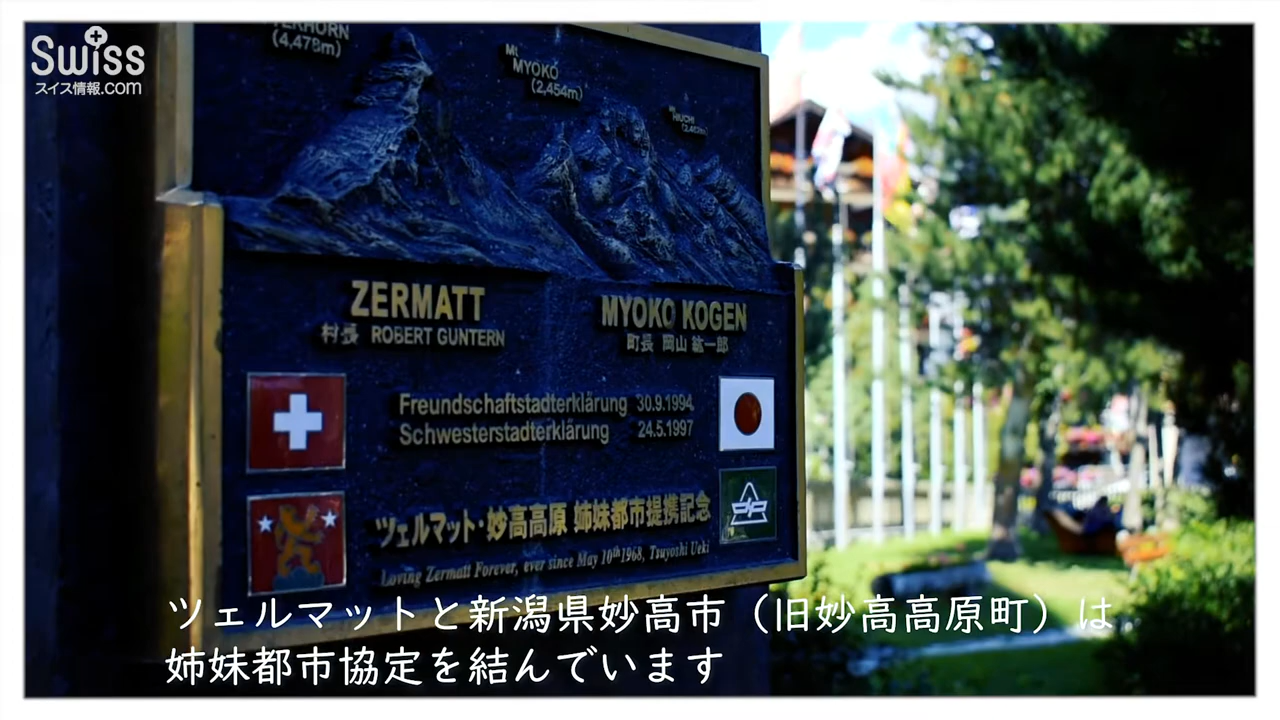 Swiss
スイス情報.com
(4,478m)
Mt.
MYOKO
(2,454m)
HIUCHI
ZERMATT
村長 ROBERT GUNTERN
MYOKO KOGEN
町長 岡山 紘一郎
Freundschaftstadterklärung 30.9.1994
Schwesterstadterklärung 24.5.1997
ツェルマット・妙高高原 姉妹都市提携記念
Loving Zermatt Forever, ever since May 10th 1968, Tsuyoshi Ueki
ツェルマットと新潟県妙高市（旧妙高高原町）は
姉妹都市協定を結んでいます